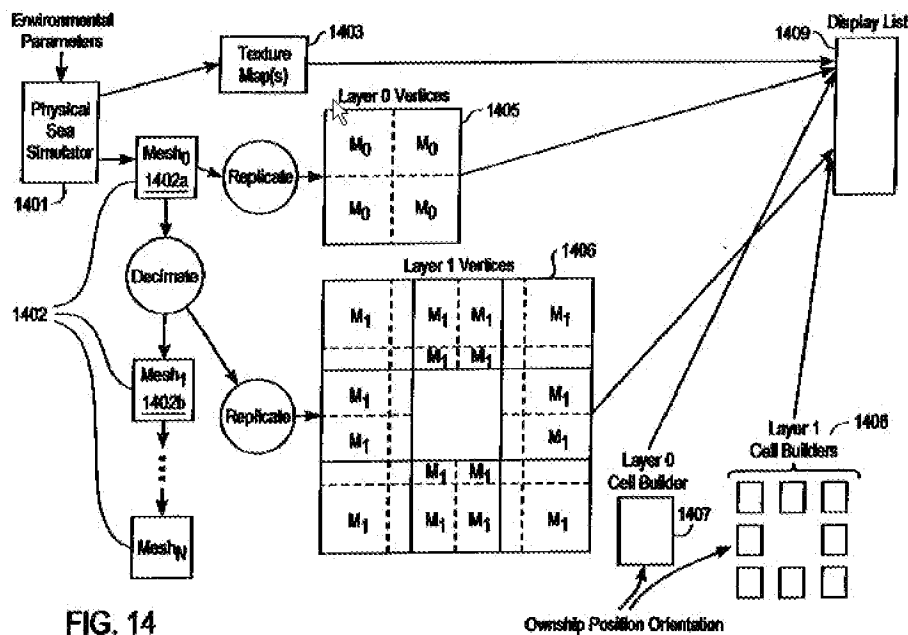 Environmental
Parameters
1403
Texture
Map(s)
1409
Display List
Physical
Sea
Simulator
1401
Layer 0 Vertices
1405
Mesh0
1402a
Replicate
M0 M0
M0 M0
Decimate
1402
Layer 1 Vertices
1406
M1 M1 M1 M1
M1 M1
Mesh1
1402b
Replicate
M1 M1
M1 M1
M1 M1
M1 M1 M1 M1
MeshN
Layer 0
Cell Builder
1407
Layer 1
Cell Builders
1408
Ownship Position Orientation
FIG. 14